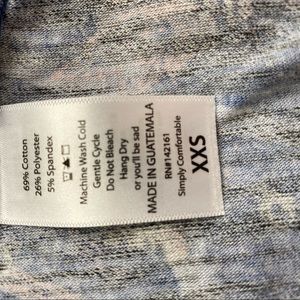 69% Cotton
26% Polyester
5% Spandex
Machine Wash Cold
Gentle Cycle
Do Not Bleach
Hang Dry
or you'll be sad
MADE IN GUATEMALA
RN#142161
Simply Comfortable
XXS